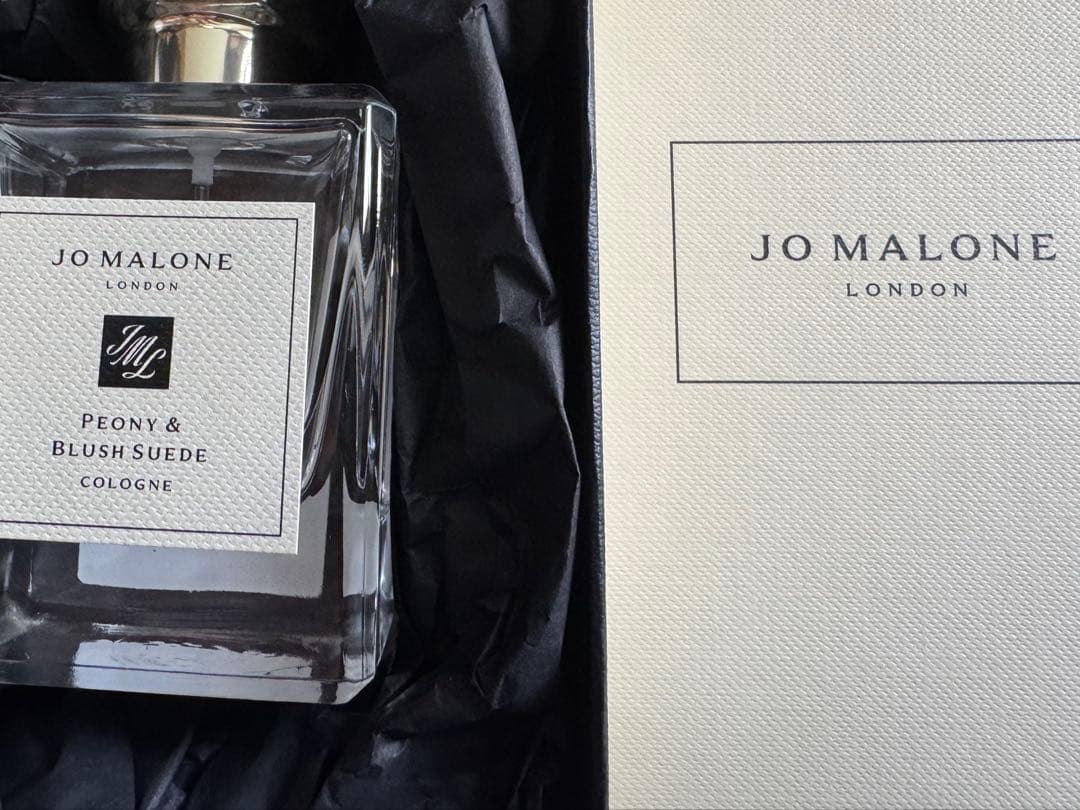 JO MALONE
LONDON
JML
PEONY &
BLUSH SUEDE
COLOGNE
JO MALONE
LONDON